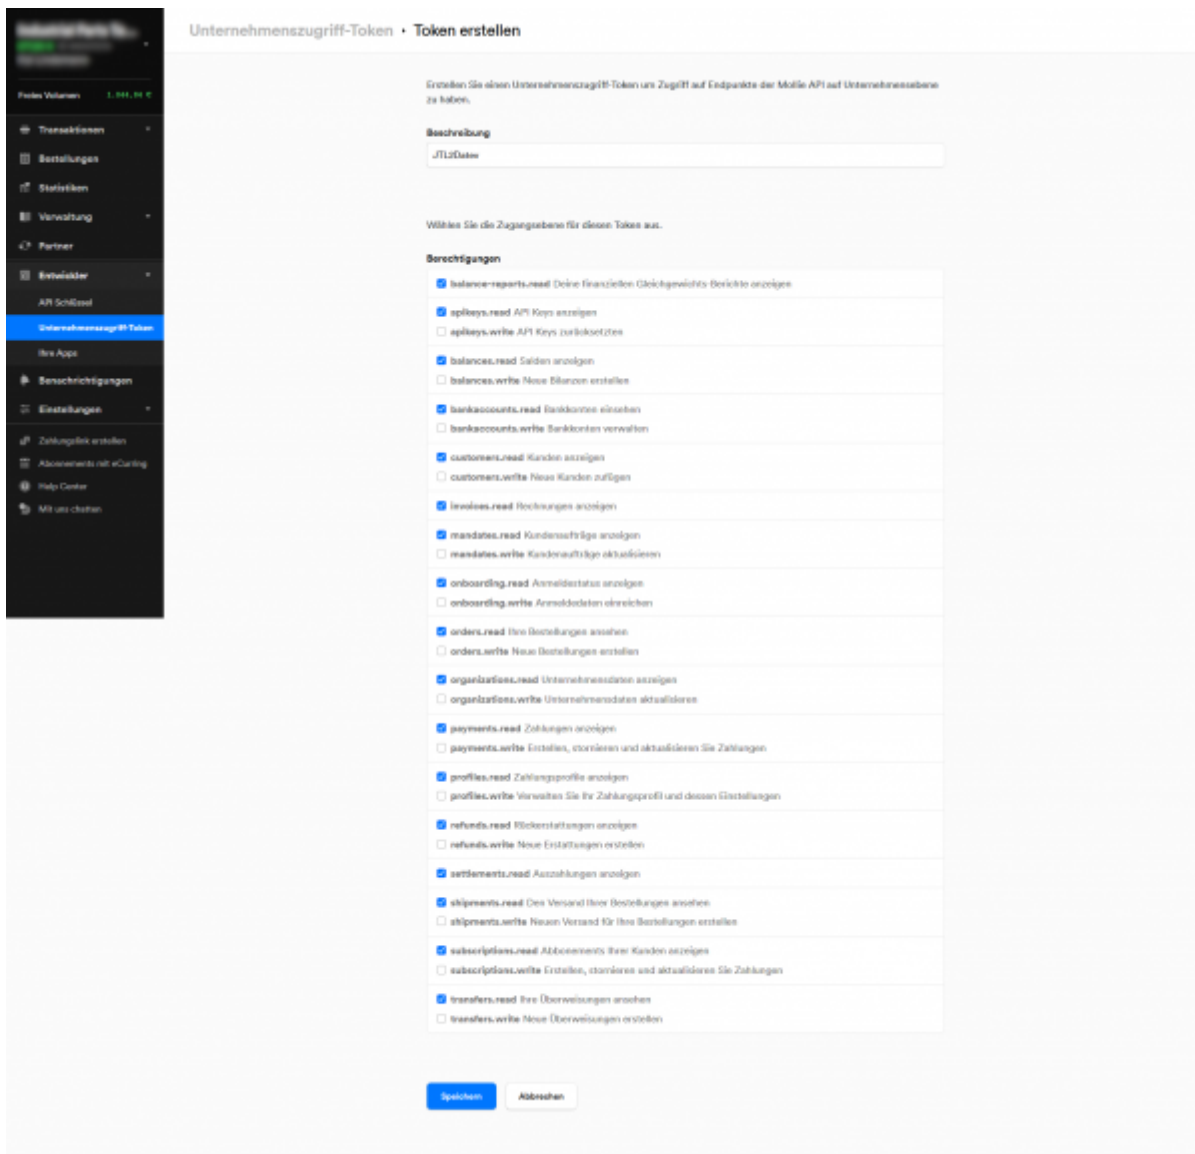 Unternehmenszugriff-Token • Token erstellen
Freies Volumen
Transaktionen
Bestellungen
Statistiken
Verwaltung
Partner
Entwickler
API Schlüssel
Unternehmenszugriff-Token
Ihre Apps
Benachrichtigungen
Einstellungen
Zahlungslink erstellen
Abonnements mit eCurring
Help Center
Mit uns chatten
Erstellen Sie einen Unternehmenszugriff-Token um Zugriff auf Endpunkte der Mollie API auf Unternehmensebene
zu haben.
Beschreibung
JTL2Datev
Wählen Sie die Zugangsebene für diesen Token aus.
Berechtigungen
balance-reports.read Deine finanziellen Gleichgewichts-Berichte anzeigen
apikeys.read API Keys anzeigen
apikeys.write API Keys zurücksetzten
balances.read Salden anzeigen
balances.write Neue Bilanzen erstellen
bankaccounts.read Bankkonten einsehen
bankaccounts.write Bankkonten verwalten
customers.read Kunden anzeigen
customers.write Neue Kunden zufügen
invoices.read Rechnungen anzeigen
mandates.read Kundenaufträge anzeigen
mandates.write Kundenaufträge aktualisieren
onboarding.read Anmeldestatus anzeigen
onboarding.write Anmeldedaten einreichen
orders.read Ihre Bestellungen ansehen
orders.write Neue Bestellungen erstellen
organizations.read Unternehmensdaten anzeigen
organizations.write Unternehmensdaten aktualisieren
payments.read Zahlungen anzeigen
payments.write Erstellen, stornieren und aktualisieren Sie Zahlungen
profiles.read Zahlungsprofile anzeigen
profiles.write Verwalten Sie Ihr Zahlungsprofil und dessen Einstellungen
refunds.read Rückerstattungen anzeigen
refunds.write Neue Erstattungen erstellen
settlements.read Auszahlungen anzeigen
shipments.read Den Versand Ihrer Bestellungen ansehen
shipments.write Neuen Versand für Ihre Bestellungen erstellen
subscriptions.read Abbonements Ihrer Kunden anzeigen
subscriptions.write Erstellen, stornieren und aktualisieren Sie Zahlungen
transfers.read Ihre Überweisungen ansehen
transfers.write Neue Überweisungen erstellen
Speichern
Abbrechen